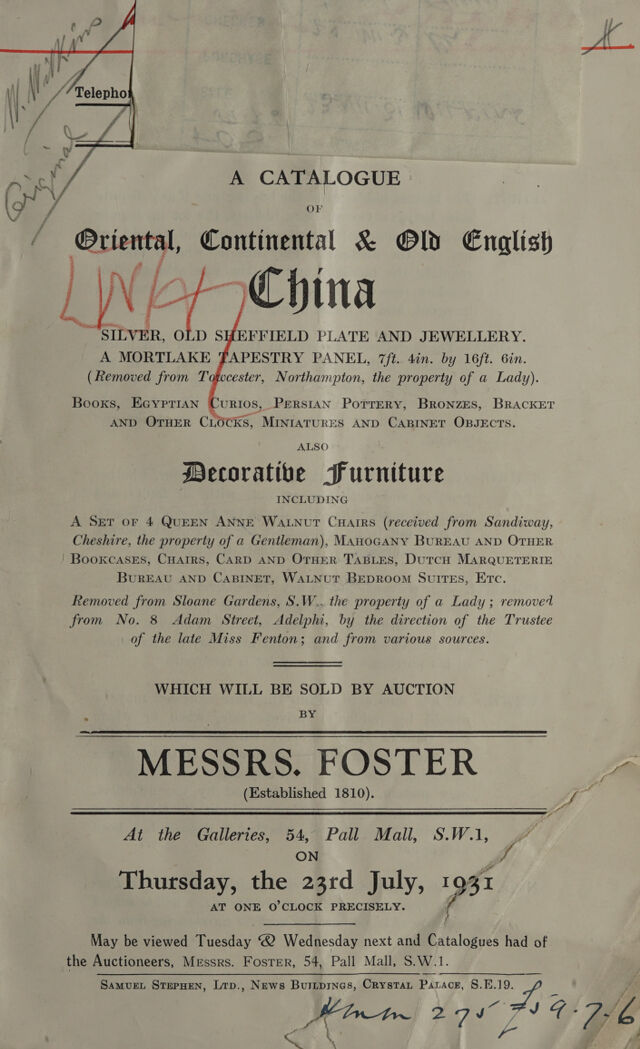 W. Wilkins
Original
H
Telepho
A CATALOGUE
OF
Oriental, Continental & Old English
China
SILVER, OLD SHEFFIELD PLATE AND JEWELLERY.
A MORTLAKE TAPESTRY PANEL, 7ft. 4in. by 16ft. 6in.
(Removed from Towcester, Northampton, the property of a Lady).
BOOKS, EGYPTIAN CURIOS, PERSIAN POTTERY, BRONZES, BRACKET
AND OTHER CLOCKS, MINIATURES AND CABINET OBJECTS.
ALSO
Decorative Furniture
INCLUDING
A SET OF 4 QUEEN ANNE WALNUT CHAIRS (received from Sandiway,
Cheshire, the property of a Gentleman), MAHOGANY BUREAU AND OTHER
BOOKCASES, CHAIRS, CARD AND OTHER TABLES, DUTCH MARQUETERIE
BUREAU AND CABINET, WALNUT BEDROOM SUITES, ETC.
Removed from Sloane Gardens, S.W., the property of a Lady; removed
from No. 8 Adam Street, Adelphi, by the direction of the Trustee
of the late Miss Fenton; and from various sources.
WHICH WILL BE SOLD BY AUCTION
BY
MESSRS. FOSTER
(Established 1810).
At the Galleries, 54, Pall Mall, S.W.1,
ON
Thursday, the 23rd July, 1931
AT ONE O'CLOCK PRECISELY.
May be viewed Tuesday & Wednesday next and Catalogues had of
the Auctioneers, MESSRS. FOSTER, 54, Pall Mall, S.W.1.
SAMUEL STEPHEN, LTD., NEWS BUILDINGS, CRYSTAL PALACE, S.E.19.
275 £59.7.6